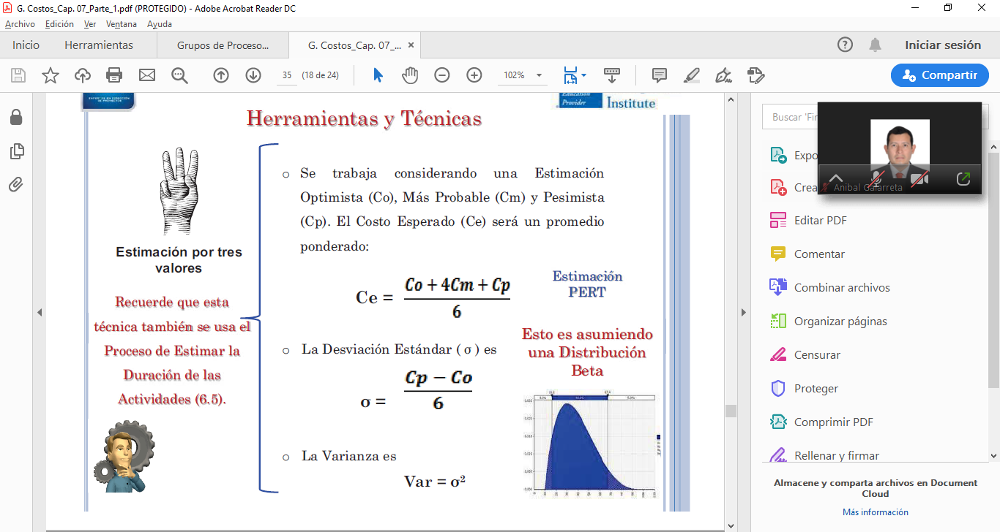 G. Costos_Cap. 07_Parte_1.pdf (PROTEGIDO) - Adobe Acrobat Reader DC
Archivo Edición Ver Ventana Ayuda
Inicio Herramientas Grupos de Proceso... G. Costos_Cap. 07_... × Iniciar sesión
35 (18 de 24) 102% Compartir
Education
Provider
Institute
Herramientas y Técnicas
Estimación por tres
valores
Recuerde que esta
técnica también se usa el
Proceso de Estimar la
Duración de las
Actividades (6.5).
o Se trabaja considerando una Estimación
Optimista (Co), Más Probable (Cm) y Pesimista
(Cp). El Costo Esperado (Ce) será un promedio
ponderado:
Ce = Co + 4Cm + Cp
6
Estimación
PERT
o La Desviación Estándar ( σ ) es
σ = Cp − Co
6
Esto es asumiendo
una Distribución
Beta
o La Varianza es
Var = σ²
Buscar 'Fir
Expo
Crea
Anibal Galarreta
Editar PDF
Comentar
Combinar archivos
Organizar páginas
Censurar
Proteger
Comprimir PDF
Rellenar y firmar
Almacene y comparta archivos en Document
Cloud
Más información